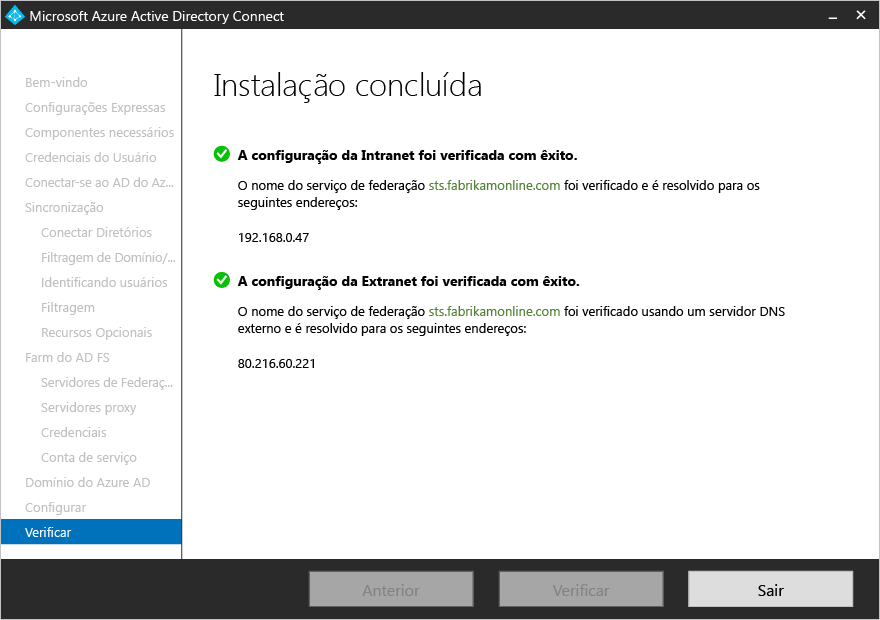 Microsoft Azure Active Directory Connect
Bem-vindo
Configurações Expressas
Componentes necessários
Credenciais do Usuário
Conectar-se ao AD do Az...
Sincronização
Conectar Diretórios
Filtragem de Domínio/...
Identificando usuários
Filtragem
Recursos Opcionais
Farm do AD FS
Servidores de Federaç...
Servidores proxy
Credenciais
Conta de serviço
Domínio do Azure AD
Configurar
Verificar
Instalação concluída
A configuração da Intranet foi verificada com êxito.
O nome do serviço de federação sts.fabrikamonline.com foi verificado e é resolvido para os
seguintes endereços:
192.168.0.47
A configuração da Extranet foi verificada com êxito.
O nome do serviço de federação sts.fabrikamonline.com foi verificado usando um servidor DNS
externo e é resolvido para os seguintes endereços:
80.216.60.221
Anterior
Verificar
Sair